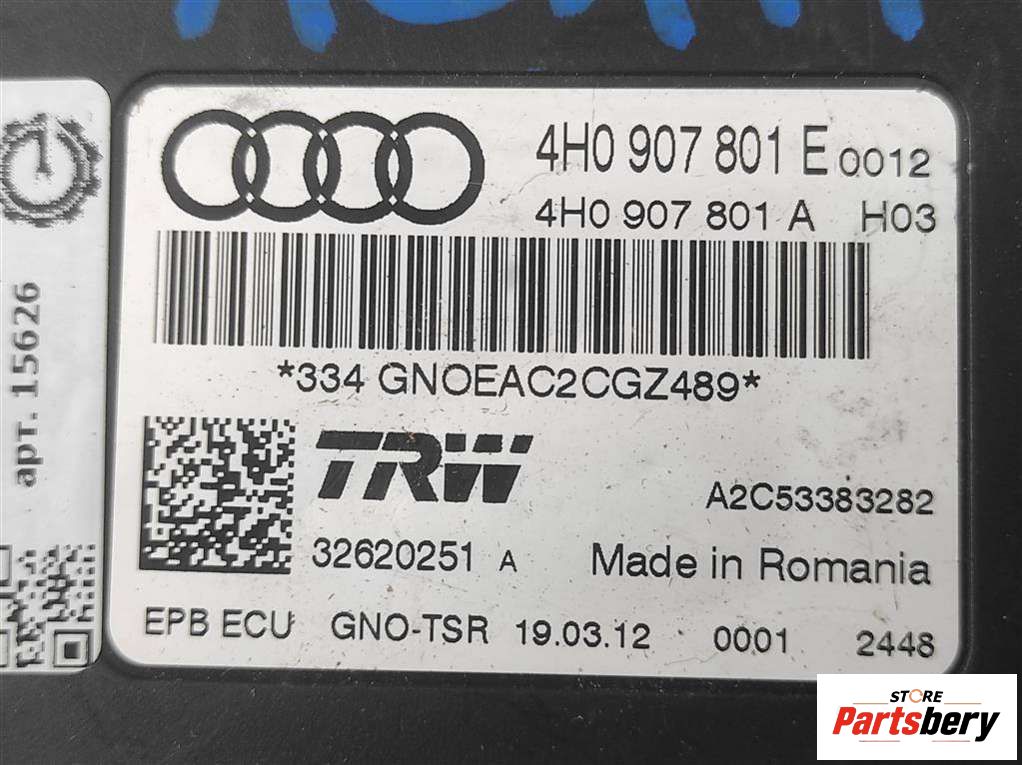 4H0 907 801 E 0012
4H0 907 801 A H03
*334 GNOEAC2CGZ489*
TRW
A2C53383282
32620251 A
Made in Romania
EPB ECU GNO-TSR 19.03.12 0001 2448
арт. 15626
STORE
Partsbery